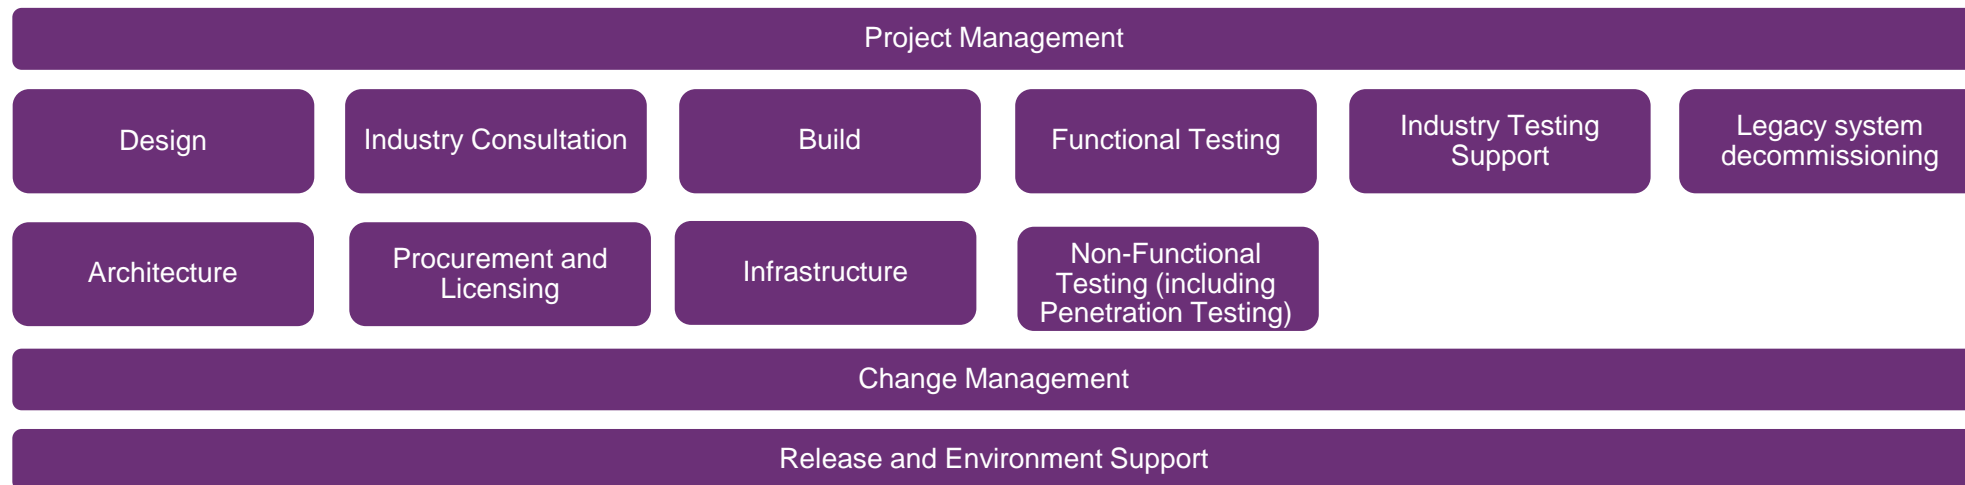 Project Management
Design
Industry Consultation
Build
Functional Testing
Industry Testing
Support
Legacy system
decommissioning
Architecture
Procurement and
Licensing
Infrastructure
Non-Functional
Testing (including
Penetration Testing)
Change Management
Release and Environment Support